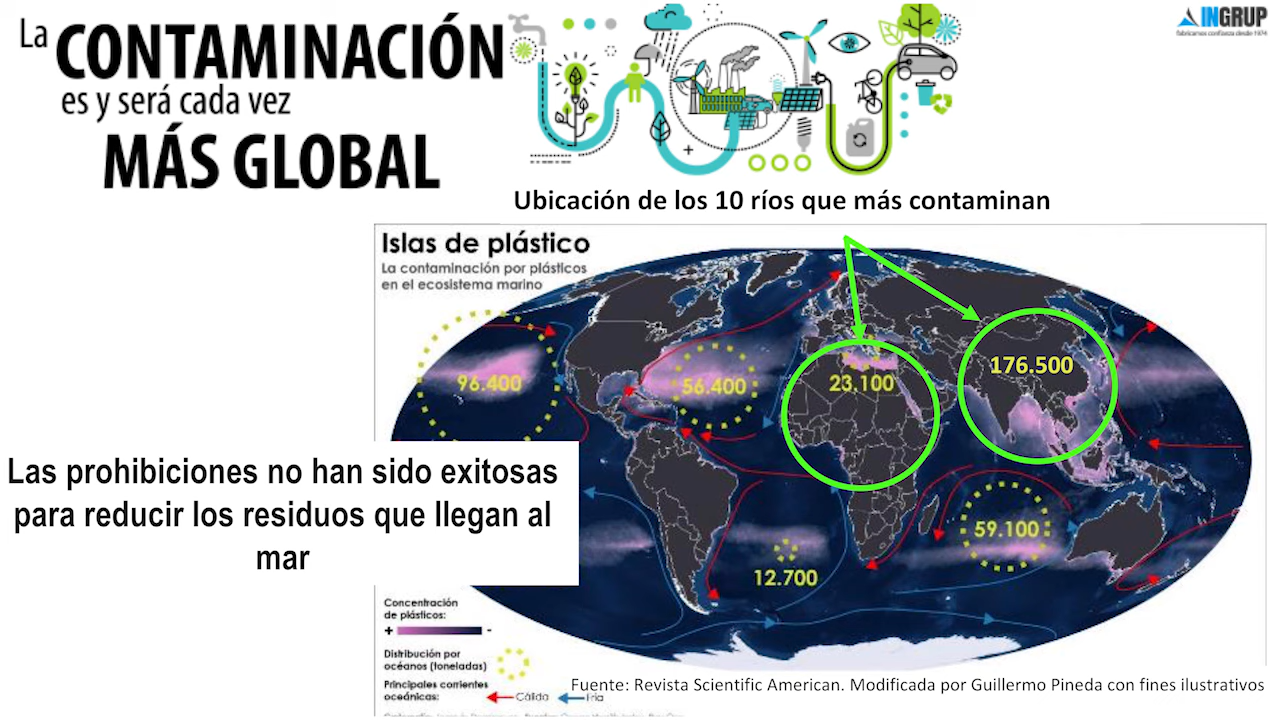 La CONTAMINACIÓN
es y será cada vez
MÁS GLOBAL
INGRUP
fabricamos confianza desde 1974
Ubicación de los 10 ríos que más contaminan
Islas de plástico
La contaminación por plásticos
en el ecosistema marino
96.400
56.400
23.100
176.500
59.100
12.700
Las prohibiciones no han sido exitosas
para reducir los residuos que llegan al
mar
Concentración
de plásticos:
+ -
Distribución por
océanos (toneladas)
Principales corrientes
oceánicas:
Cálida
Fría
Fuente: Revista Scientific American. Modificada por Guillermo Pineda con fines ilustrativos